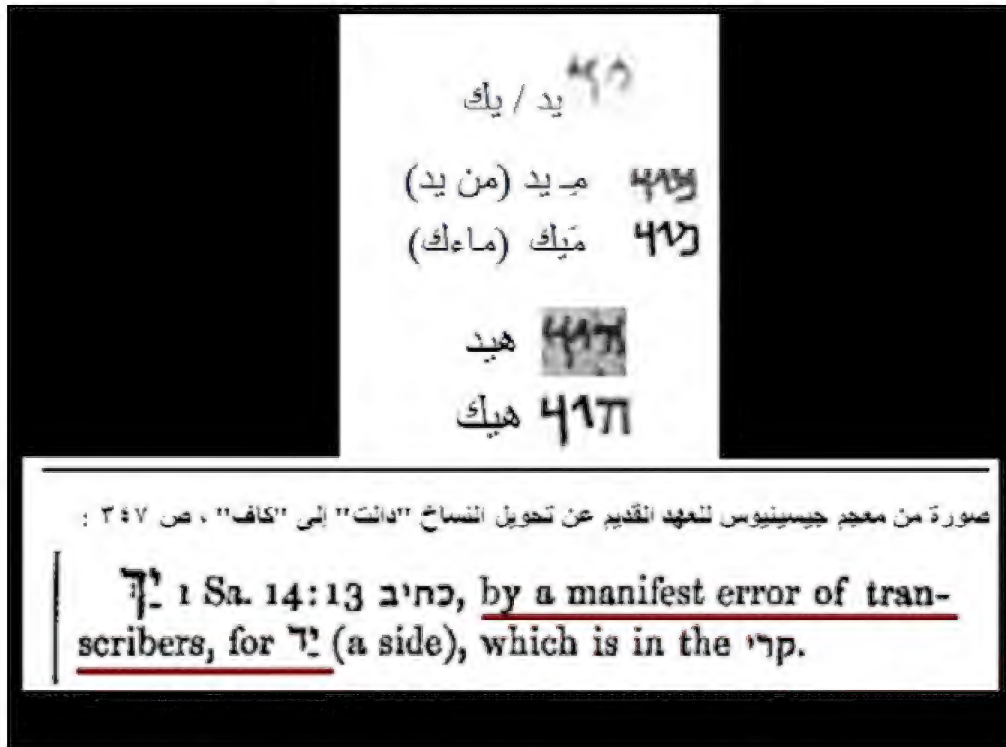 يد / يك
مـ يد (من يد)
مَيك (ماءك)
هيد
هيك
صورة من معجم جيسينيوس للعهد القديم عن تحويل النساخ "دالت" إلى "كاف" ، ص ٣٤٧ :
יַךְ 1 Sa. 14:13 כתיב, by a manifest error of tran-
scribers, for יַד (a side), which is in the קרי.